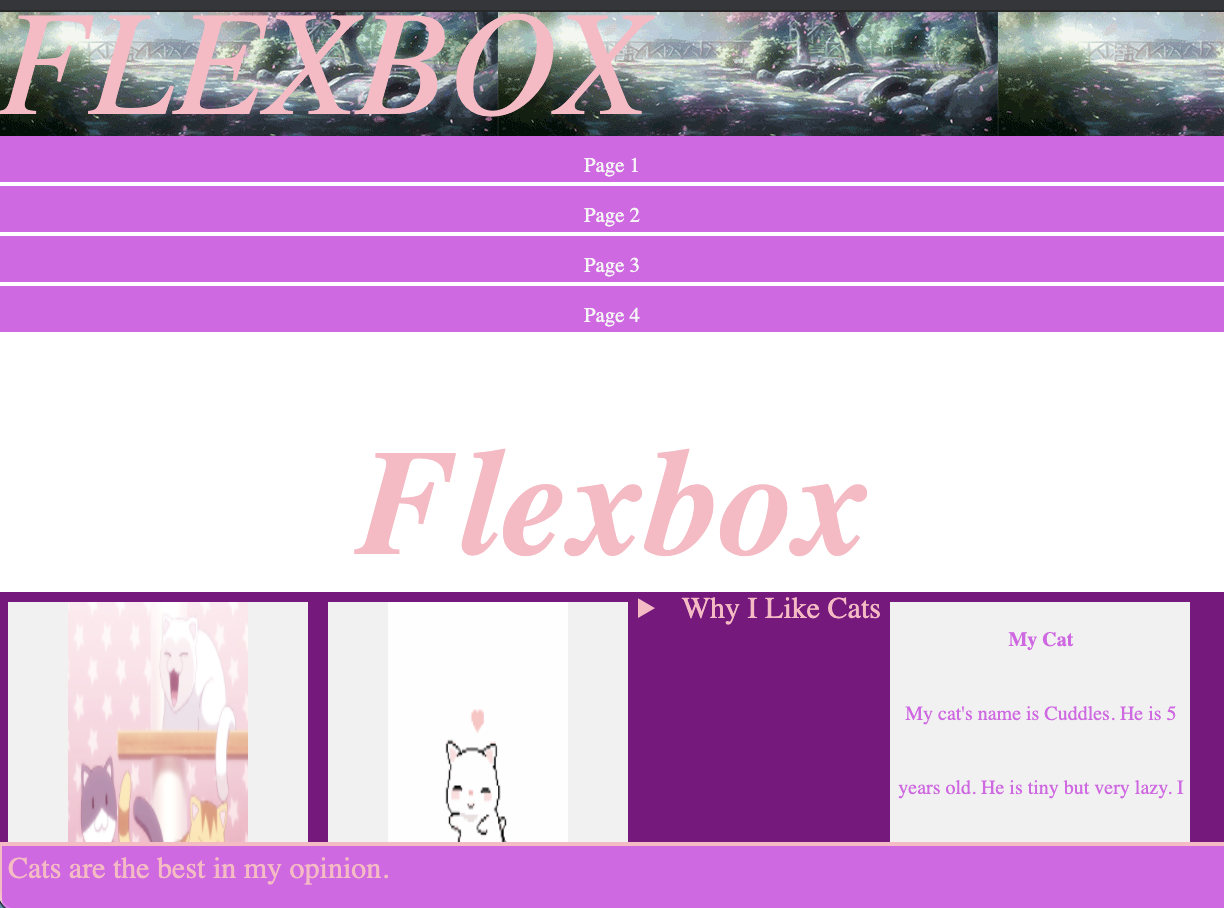 FLEXBOX
Page 1
Page 2
Page 3
Page 4
Flexbox
Why I Like Cats
My Cat
My cat's name is Cuddles. He is 5
years old. He is tiny but very lazy. I
Cats are the best in my opinion.